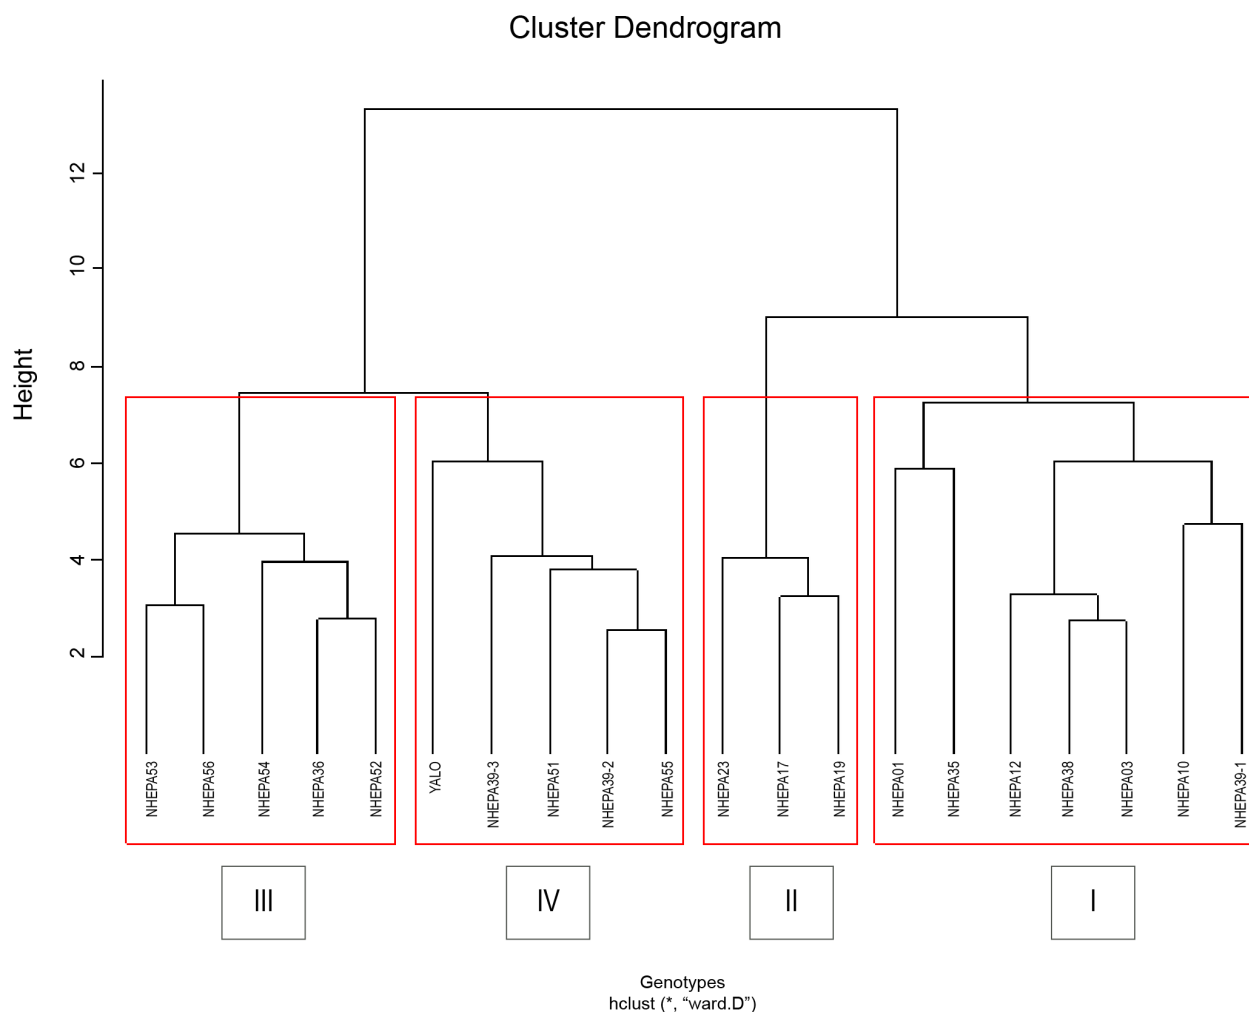 Cluster Dendrogram
Height
12
10
8
6
4
2
NHEPA53
NHEPA56
NHEPA54
NHEPA36
NHEPA52
YALO
NHEPA39-3
NHEPA51
NHEPA39-2
NHEPA55
NHEPA23
NHEPA17
NHEPA19
NHEPA01
NHEPA35
NHEPA12
NHEPA38
NHEPA03
NHEPA10
NHEPA39-1
III
IV
II
I
Genotypes
hclust (*, “ward.D”)